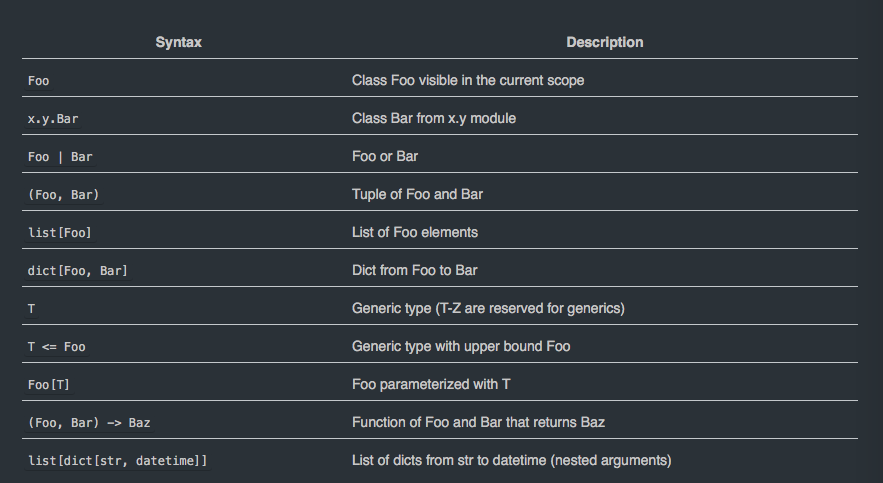 Syntax Description
Foo Class Foo visible in the current scope
x.y.Bar Class Bar from x.y module
Foo | Bar Foo or Bar
(Foo, Bar) Tuple of Foo and Bar
list[Foo] List of Foo elements
dict[Foo, Bar] Dict from Foo to Bar
T Generic type (T-Z are reserved for generics)
T <= Foo Generic type with upper bound Foo
Foo[T] Foo parameterized with T
(Foo, Bar) -> Baz Function of Foo and Bar that returns Baz
list[dict[str, datetime]] List of dicts from str to datetime (nested arguments)